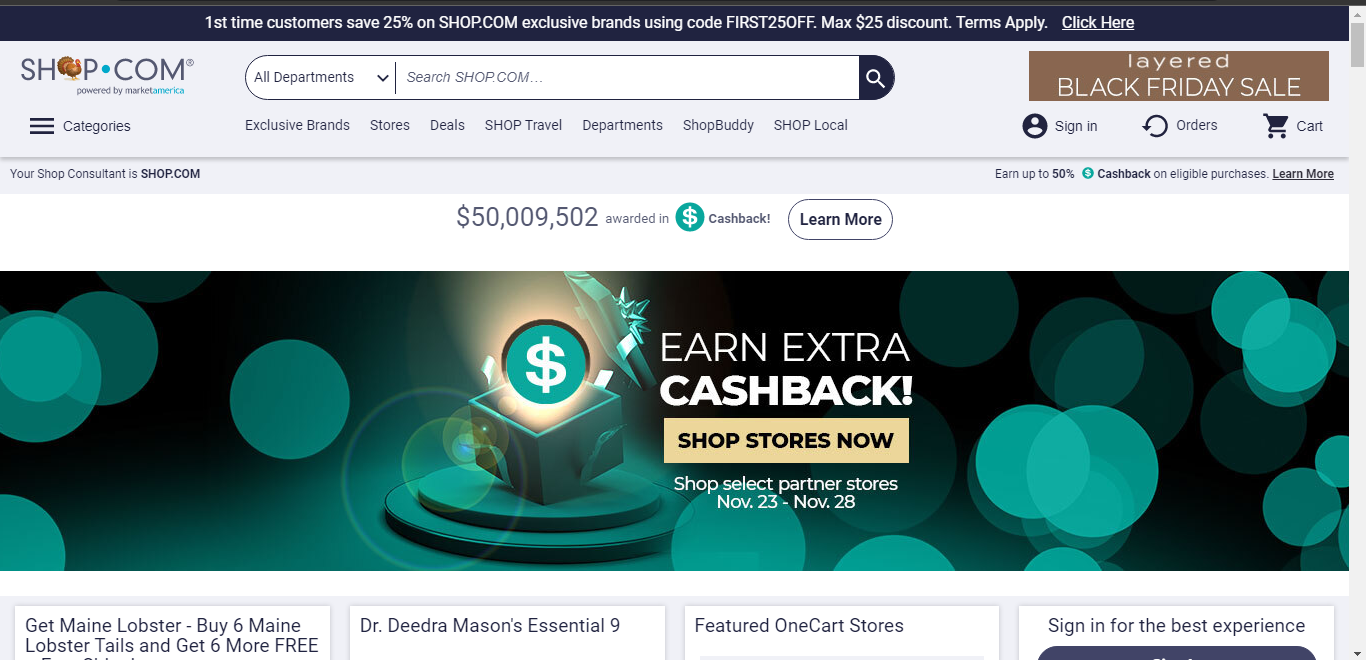 1st time customers save 25% on SHOP.COM exclusive brands using code FIRST25OFF. Max $25 discount. Terms Apply. Click Here
SHOP•COM®
powered by marketamerica
All Departments
Search SHOP.COM...
layered
BLACK FRIDAY SALE
Categories
Exclusive Brands Stores Deals SHOP Travel Departments ShopBuddy SHOP Local
Sign in Orders Cart
Your Shop Consultant is SHOP.COM
Earn up to 50% $ Cashback on eligible purchases. Learn More
$50,009,502 awarded in $ Cashback! Learn More
$
EARN EXTRA
CASHBACK!
SHOP STORES NOW
Shop select partner stores
Nov. 23 - Nov. 28
Get Maine Lobster - Buy 6 Maine
Lobster Tails and Get 6 More FREE
Dr. Deedra Mason's Essential 9
Featured OneCart Stores
Sign in for the best experience